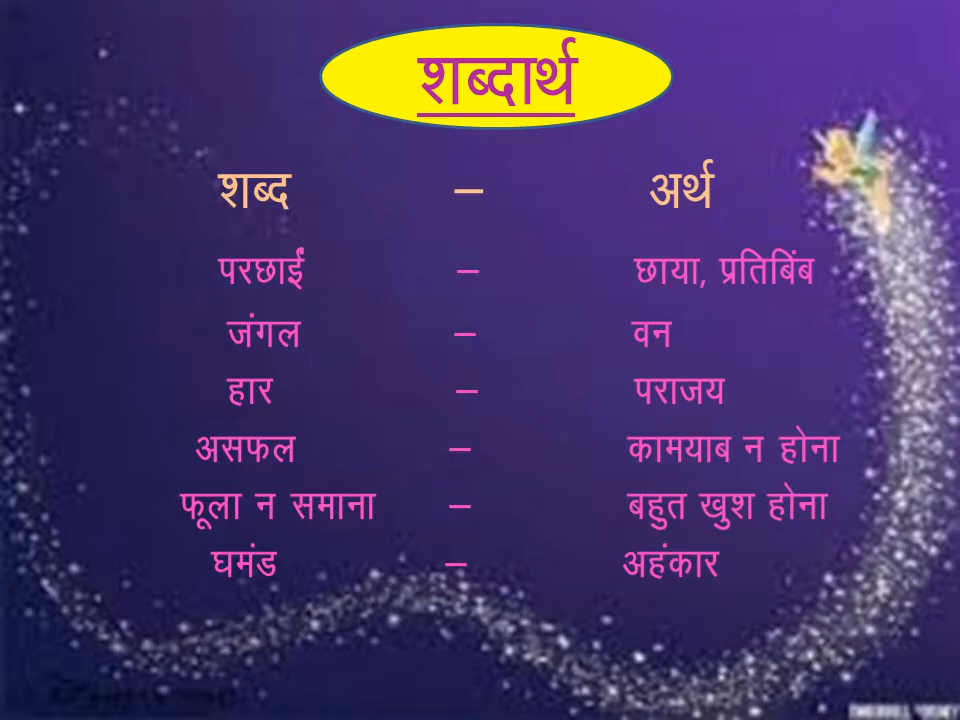 शब्दार्थ
शब्द – अर्थ
परछाईं – छाया, प्रतिबिंब
जंगल – वन
हार – पराजय
असफल – कामयाब न होना
फूला न समाना – बहुत खुश होना
घमंड – अहंकार